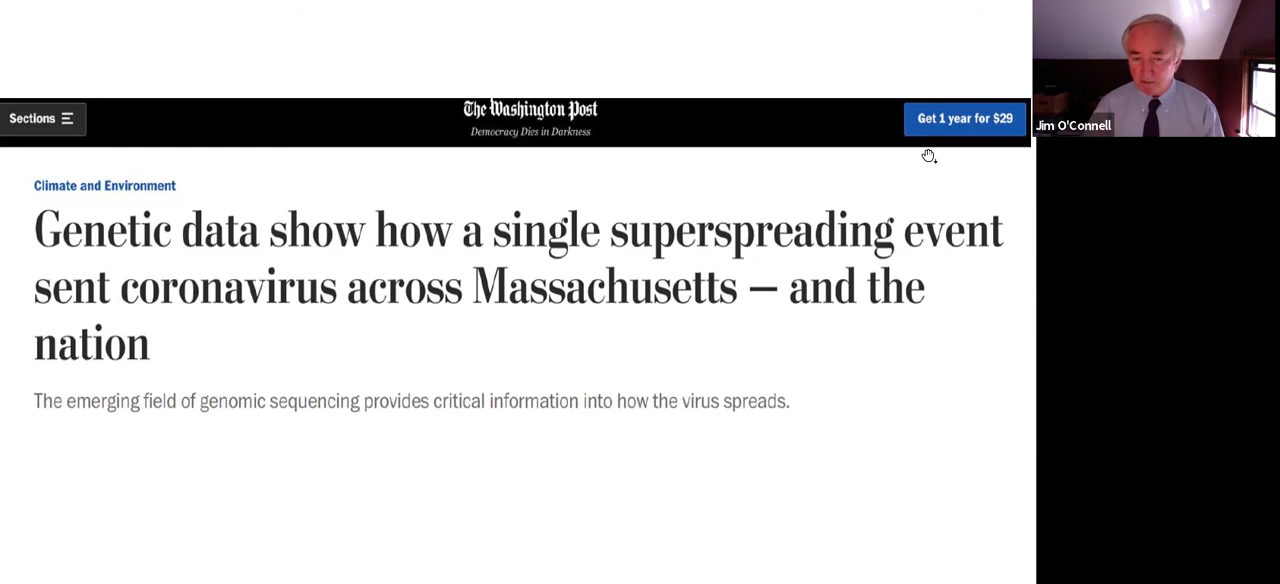 Sections
The Washington Post
Democracy Dies in Darkness
Get 1 year for $29
Jim O'Connell
Climate and Environment
Genetic data show how a single superspreading event
sent coronavirus across Massachusetts — and the
nation
The emerging field of genomic sequencing provides critical information into how the virus spreads.